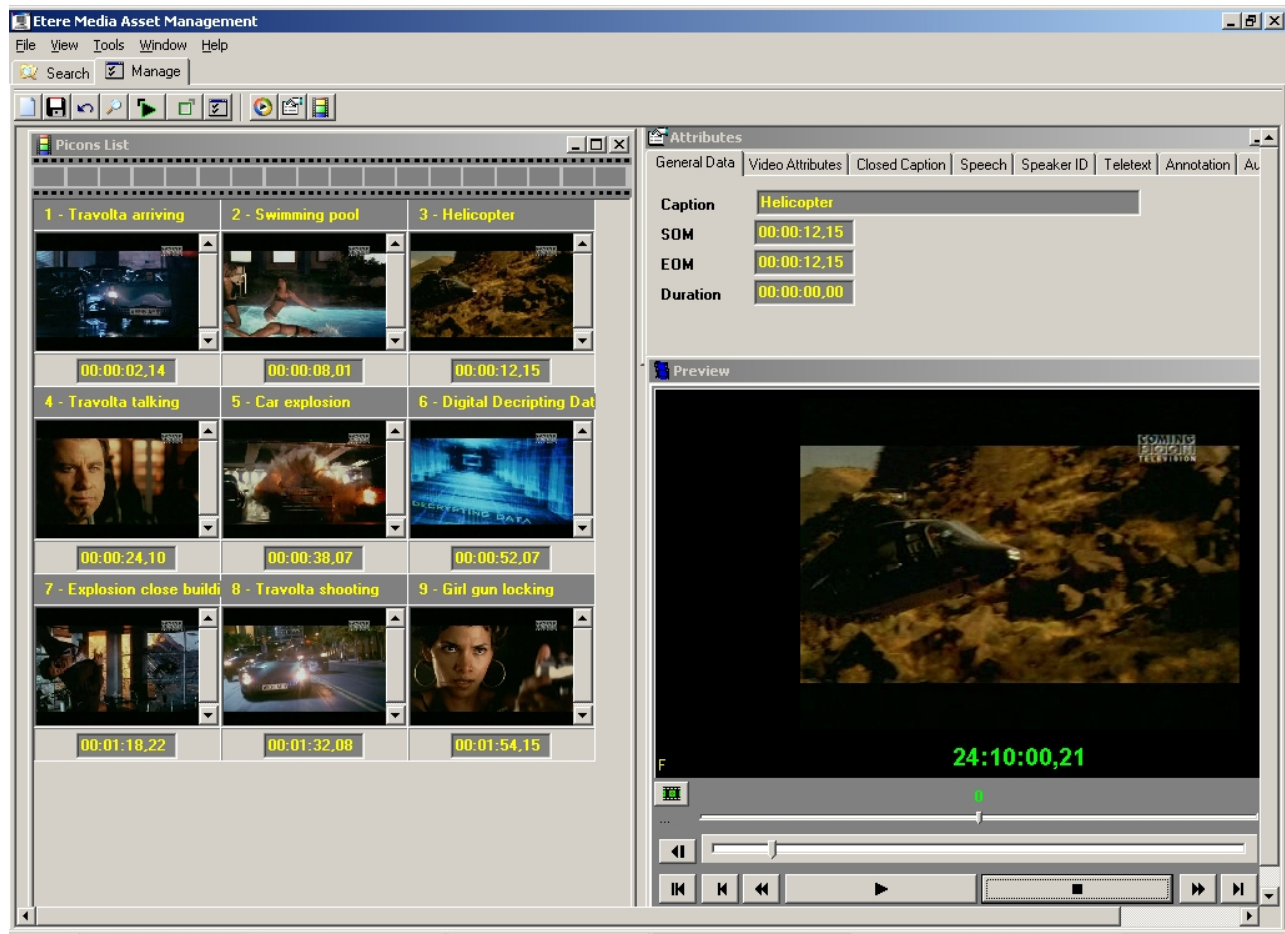 Etere Media Asset Management
File View Tools Window Help
Search Manage
Picons List
1 - Travolta arriving 2 - Swimming pool 3 - Helicopter
00:00:02,14 00:00:08,01 00:00:12,15
4 - Travolta talking 5 - Car explosion 6 - Digital Decripting Dat
DECRYPTING DATA
00:00:24,10 00:00:38,07 00:00:52,07
7 - Explosion close buildi 8 - Travolta shooting 9 - Girl gun locking
00:01:18,22 00:01:32,08 00:01:54,15
Attributes
General Data Video Attributes Closed Caption Speech Speaker ID Teletext Annotation Au
Caption Helicopter
SOM 00:00:12,15
EOM 00:00:12,15
Duration 00:00:00,00
Preview
COMING
SOON
TELEVISION
F 24:10:00,21
0
...